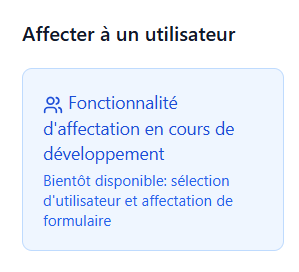 Affecter à un utilisateur
Fonctionnalité
d'affectation en cours de
développement
Bientôt disponible: sélection
d'utilisateur et affectation de
formulaire